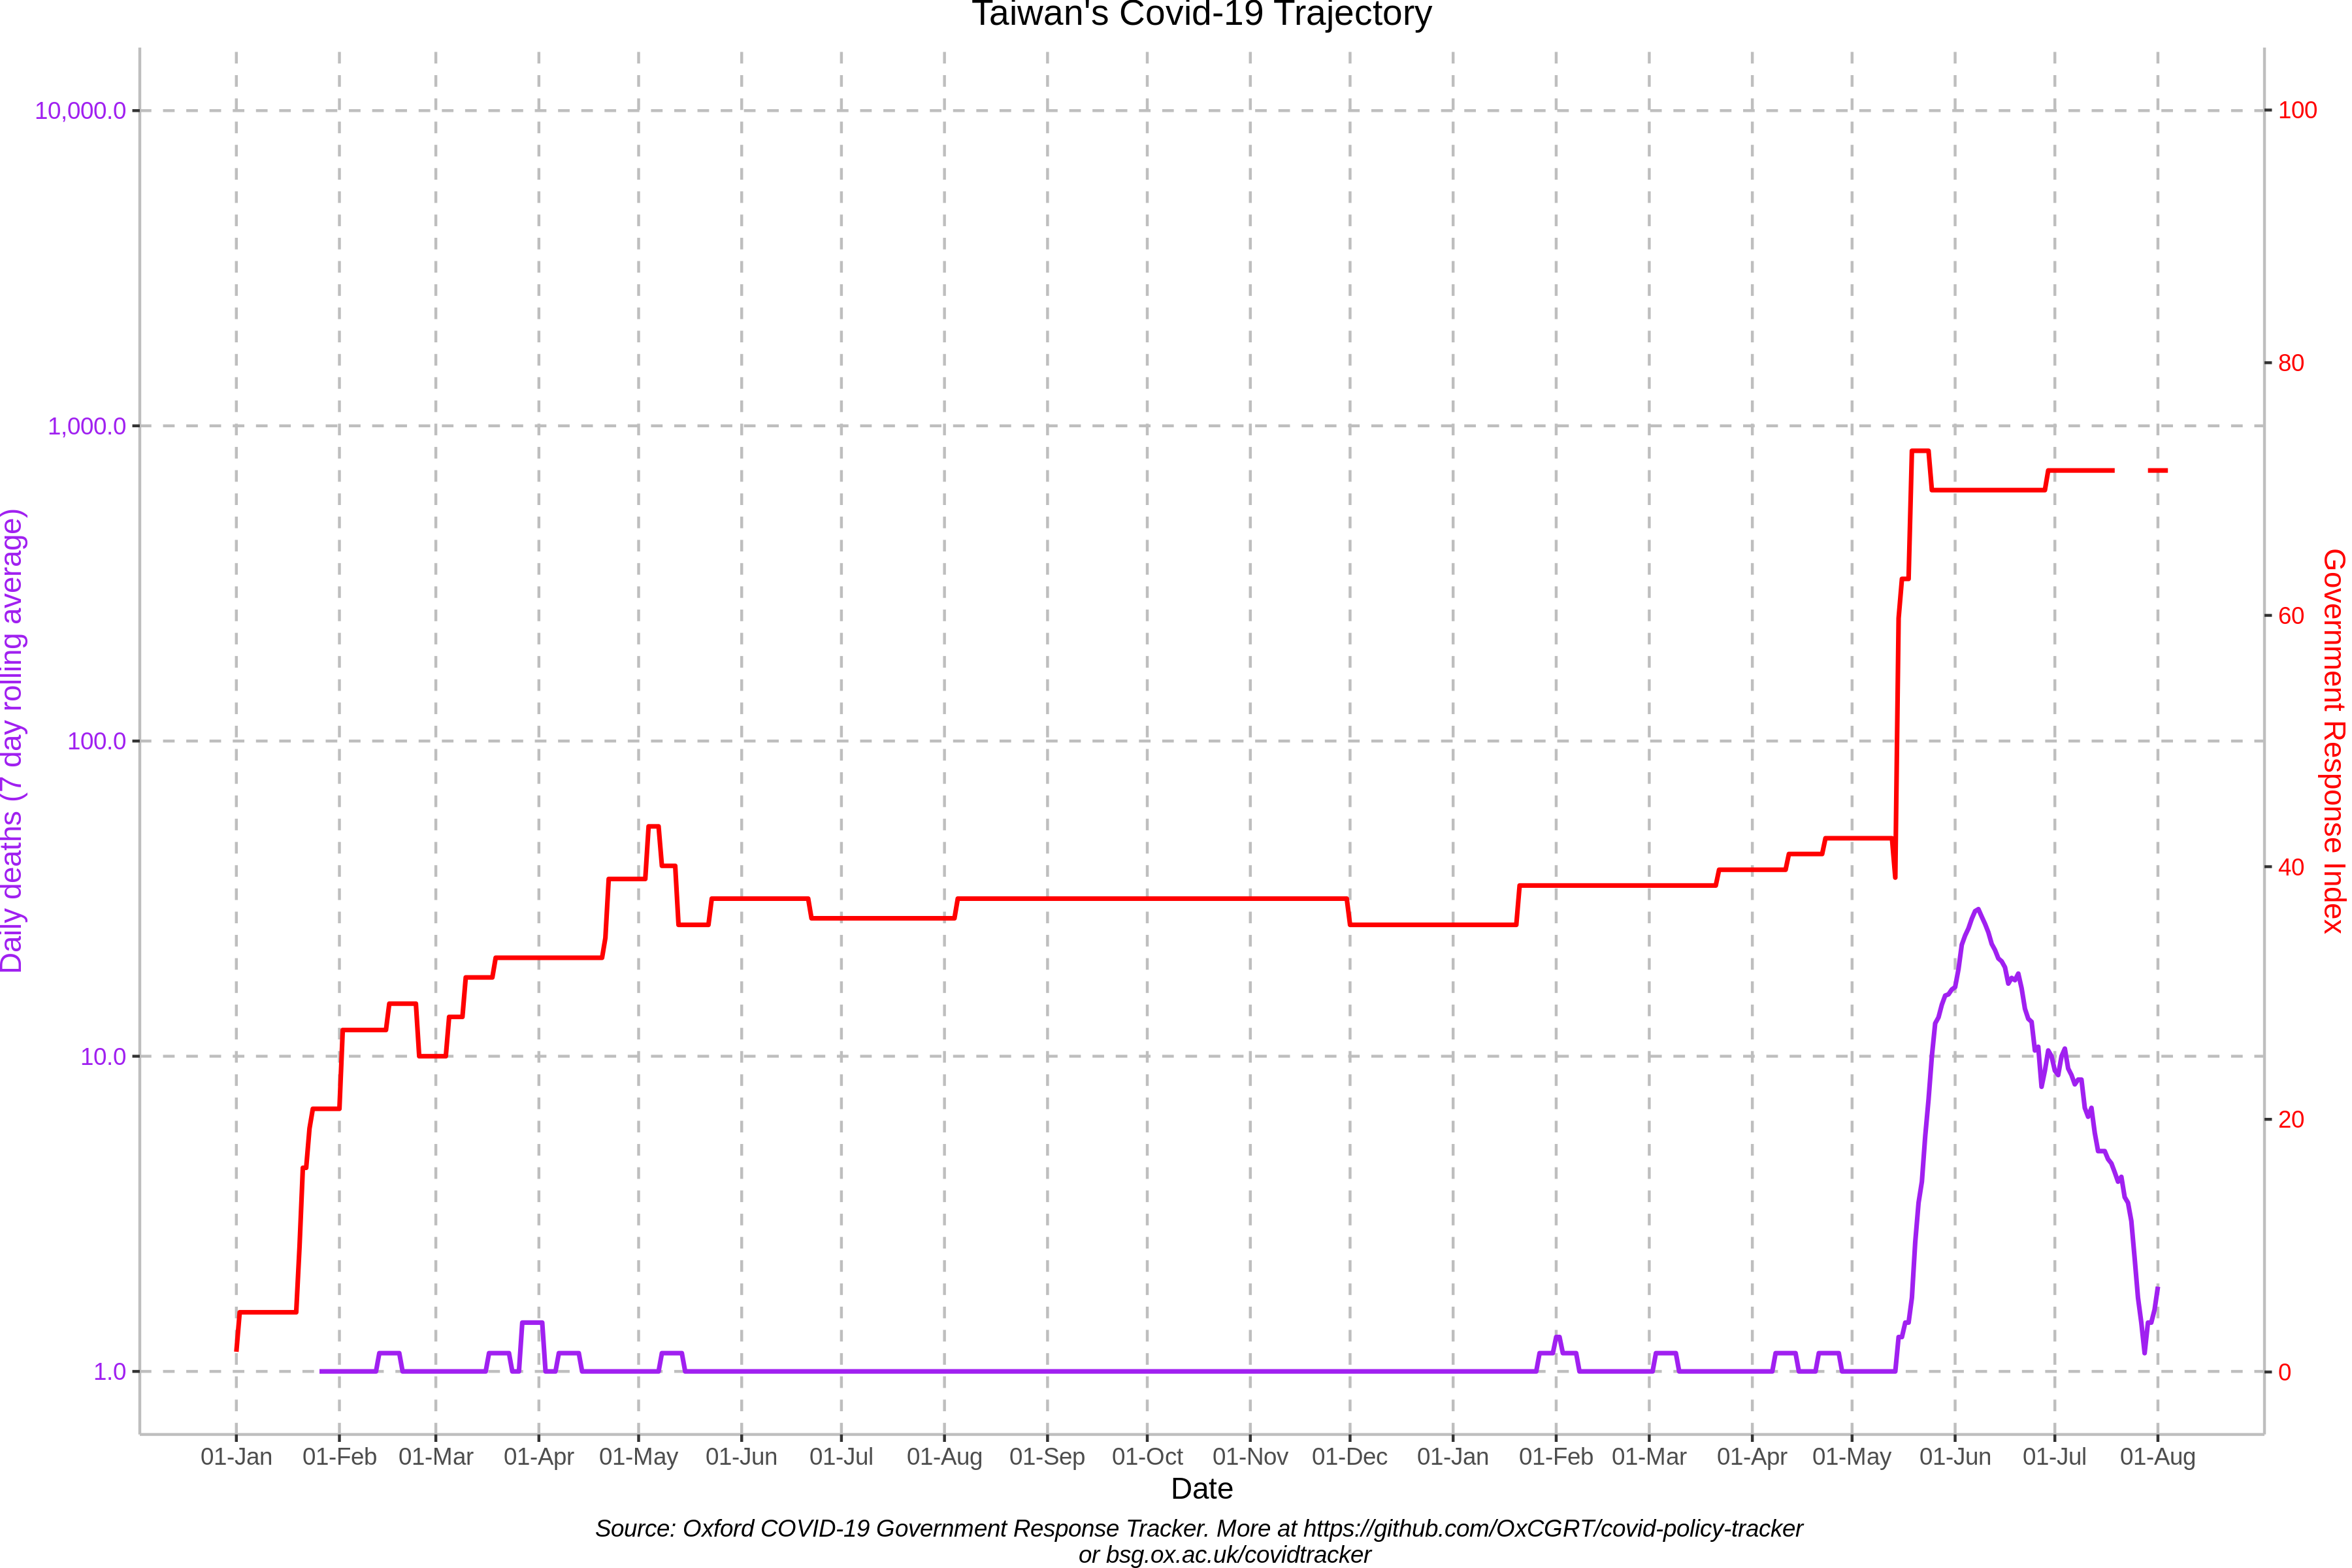 Taiwan's Covid-19 Trajectory
10,000.0
1,000.0
100.0
10.0
1.0
Daily deaths (7 day rolling average)
100
80
60
40
20
0
Government Response Index
01-Jan 01-Feb 01-Mar 01-Apr 01-May 01-Jun 01-Jul 01-Aug 01-Sep 01-Oct 01-Nov 01-Dec 01-Jan 01-Feb 01-Mar 01-Apr 01-May 01-Jun 01-Jul 01-Aug
Date
Source: Oxford COVID-19 Government Response Tracker. More at https://github.com/OxCGRT/covid-policy-tracker
or bsg.ox.ac.uk/covidtracker